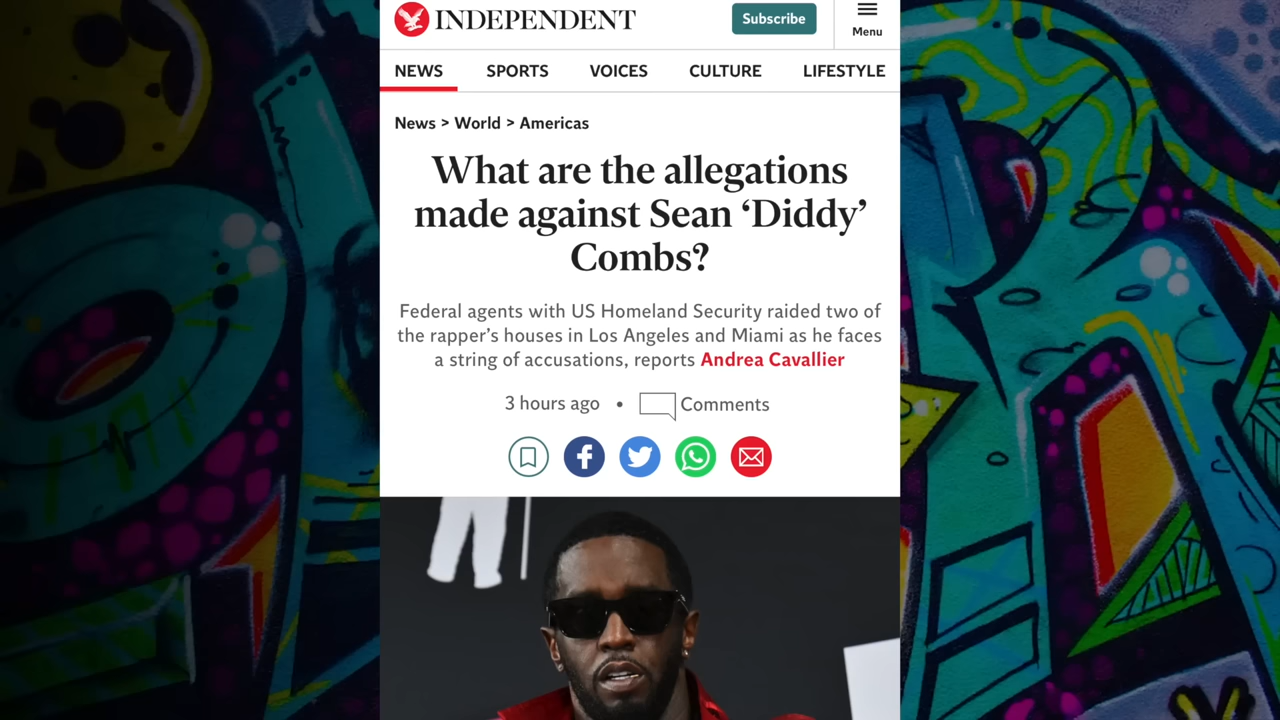 INDEPENDENT
Subscribe
Menu
NEWS SPORTS VOICES CULTURE LIFESTYLE
News > World > Americas
What are the allegations
made against Sean ‘Diddy’
Combs?
Federal agents with US Homeland Security raided two of
the rapper’s houses in Los Angeles and Miami as he faces
a string of accusations, reports Andrea Cavallier
3 hours ago • Comments